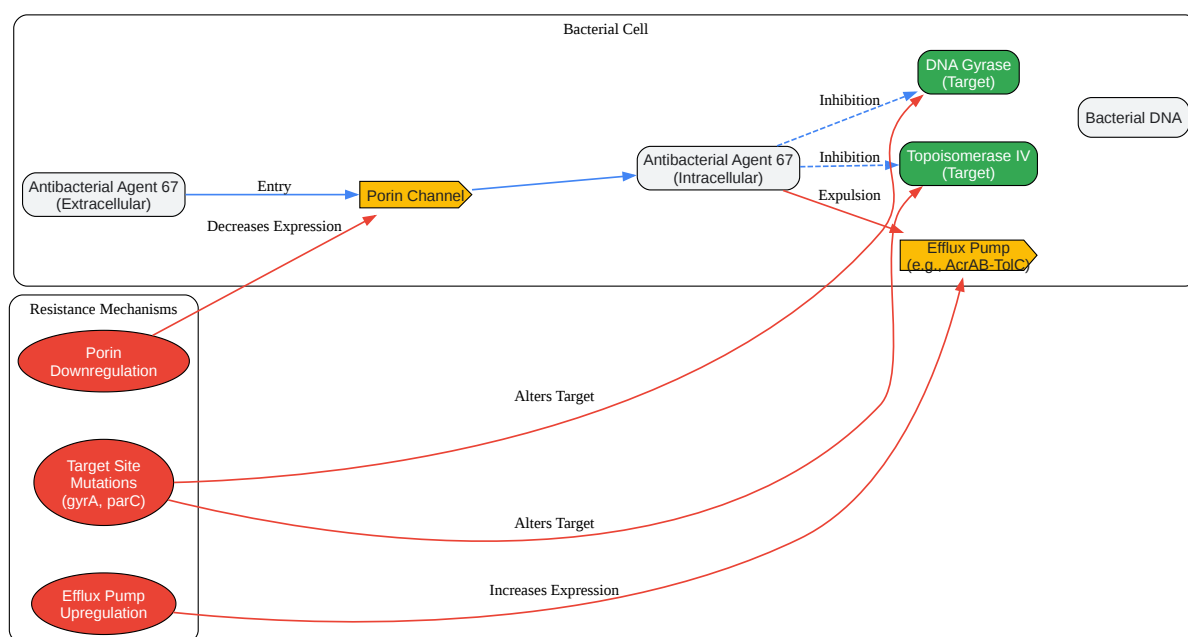 Bacterial Cell
DNA Gyrase
(Target)
Inhibition
Bacterial DNA
Antibacterial Agent 67
(Intracellular)
Inhibition
Topoisomerase IV
(Target)
Antibacterial Agent 67
(Extracellular)
Entry
Porin Channel
Expulsion
Decreases Expression
Efflux Pump
(e.g., AcrAB-TolC)
Resistance Mechanisms
Porin
Downregulation
Alters Target
Target Site
Mutations
(gyrA, parC)
Alters Target
Increases Expression
Efflux Pump
Upregulation